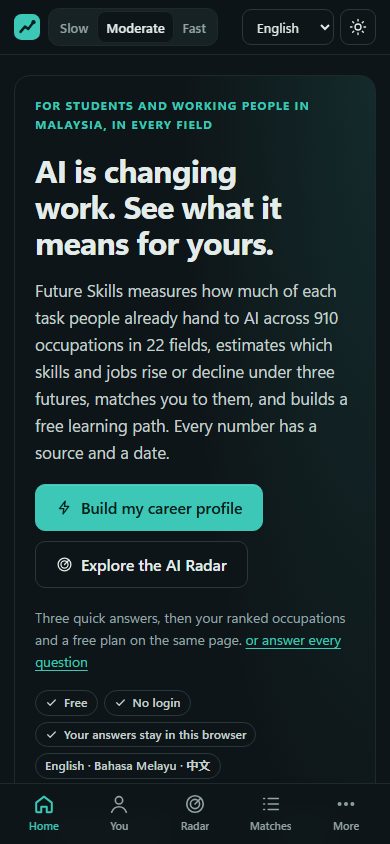 Slow Moderate Fast English
FOR STUDENTS AND WORKING PEOPLE IN
MALAYSIA, IN EVERY FIELD
AI is changing
work. See what it
means for yours.
Future Skills measures how much of each
task people already hand to AI across 910
occupations in 22 fields, estimates which
skills and jobs rise or decline under three
futures, matches you to them, and builds a
free learning path. Every number has a
source and a date.
Build my career profile
Explore the AI Radar
Three quick answers, then your ranked occupations
and a free plan on the same page. or answer every
question
Free No login
Your answers stay in this browser
English · Bahasa Melayu · 中文
Home You Radar Matches More